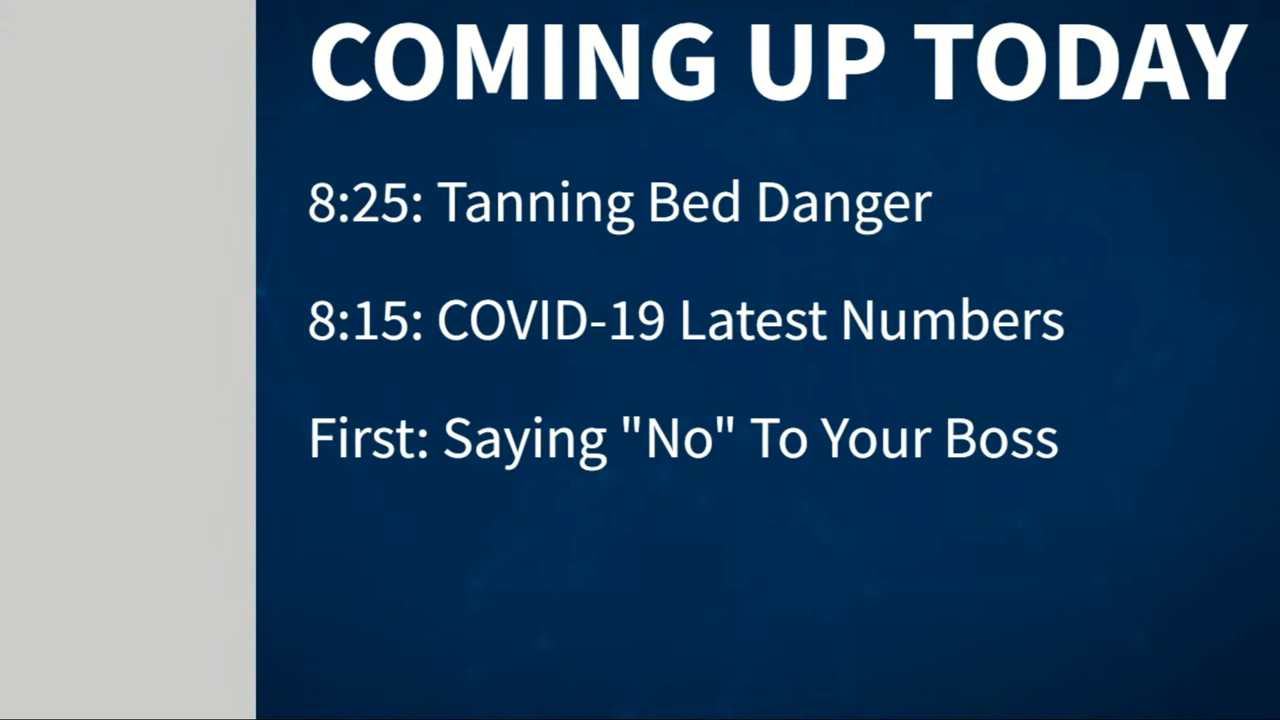 COMING UP TODAY
8:25: Tanning Bed Danger
8:15: COVID-19 Latest Numbers
First: Saying "No" To Your Boss